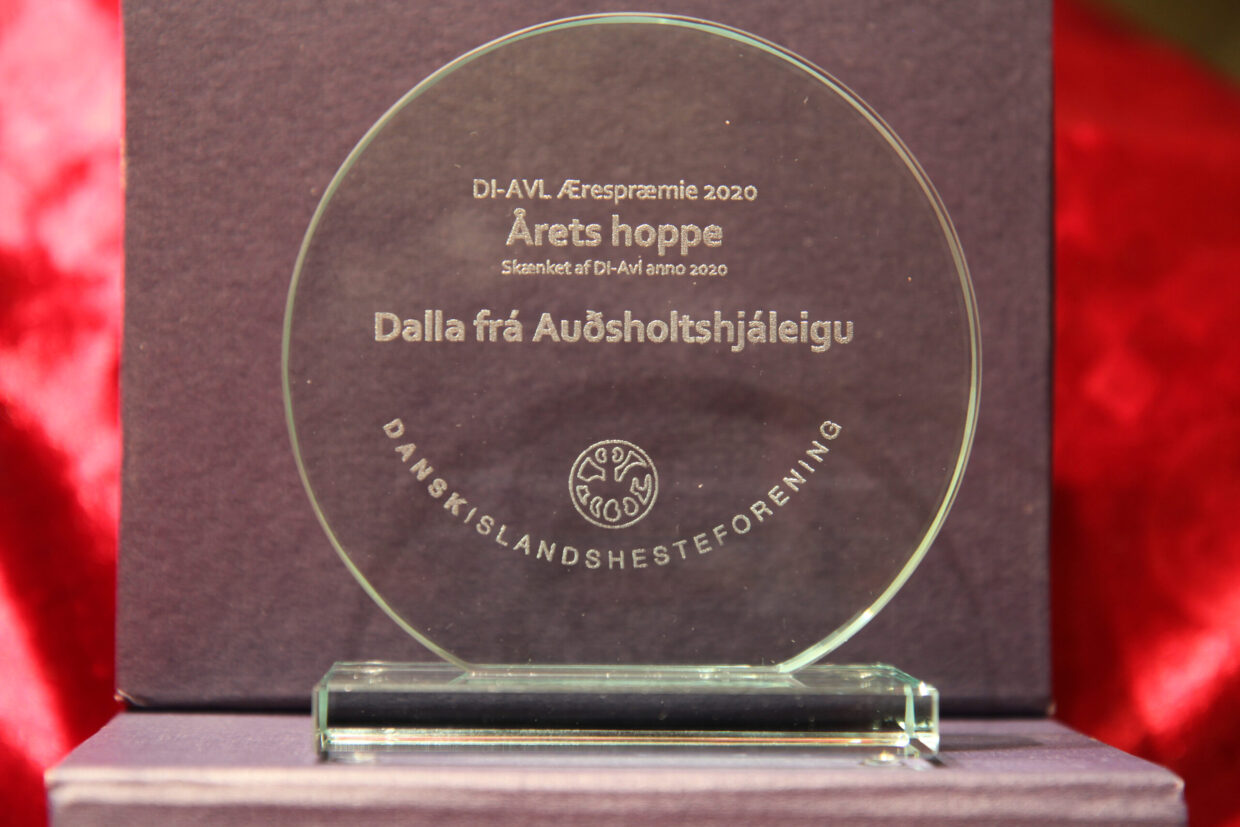 DI-AVL Ærespræmie 2020
Årets hoppe
Skænket af DI-Avl anno 2020
Dalla frá Auðsholtshjáleigu
DANSK ISLANDSHESTEFORENING